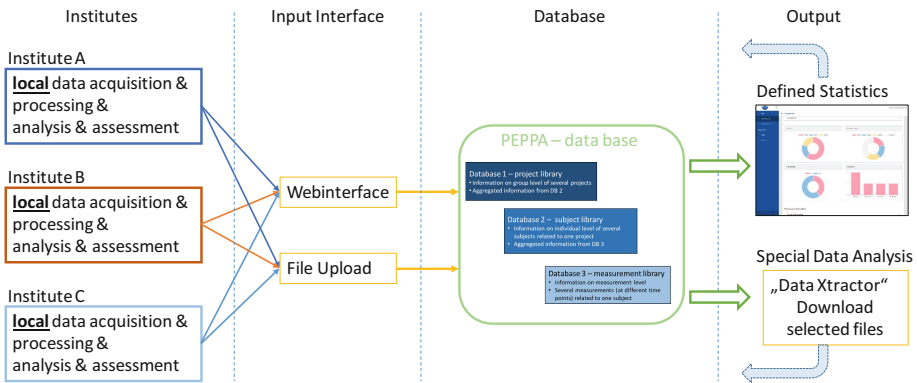 Institutes
Input Interface
Database
Output
Institute A
local data acquisition &
processing &
analysis & assessment
Institute B
local data acquisition &
processing &
analysis & assessment
Institute C
local data acquisition &
processing &
analysis & assessment
Webinterface
File Upload
PEPPA – data base
Database 1 – project library
• Information on group level of several projects
• Aggregated information from DB 2
Database 2 – subject library
• Information on individual level of several
subjects related to one project
• Aggregated information from DB 3
Database 3 – measurement library
• Information on measurement level
• Several measurements (at different time
points) related to one subject
Defined Statistics
Special Data Analysis
„Data Xtractor“
Download
selected files